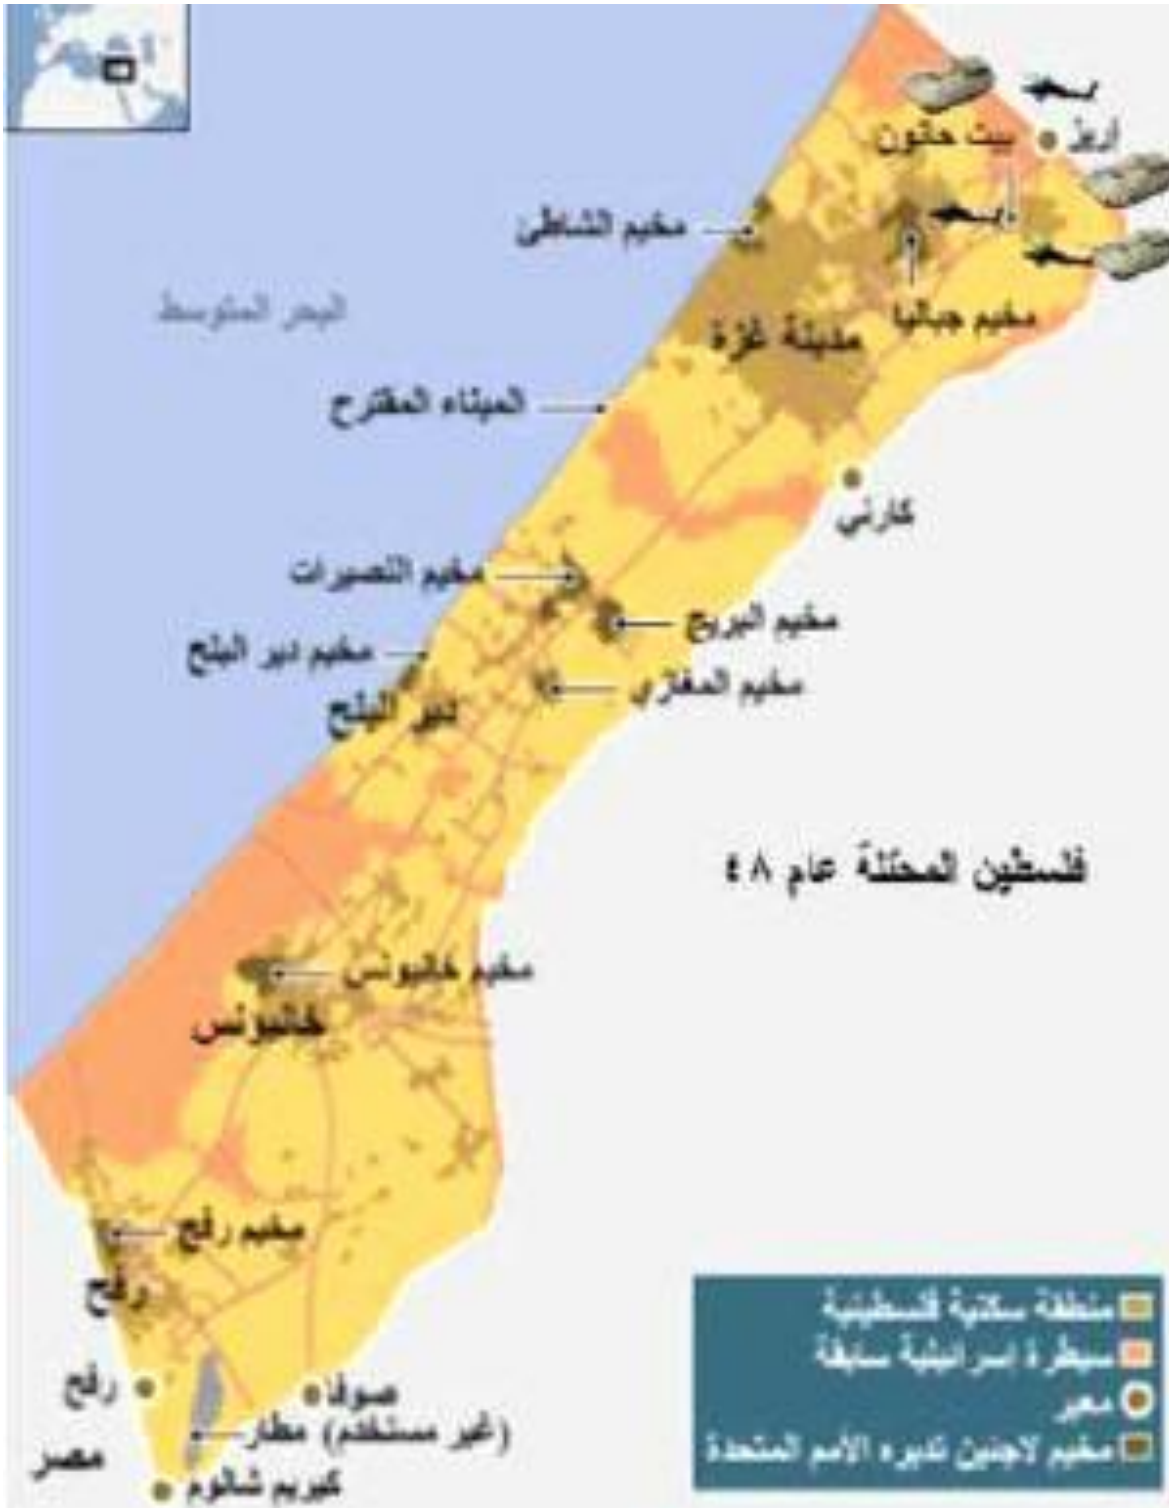 أريز
بيت حانون
مخيم الشاطئ
مخيم جباليا
البحر المتوسط
مدينة غزة
الميناء المقترح
كارني
مخيم النصيرات
مخيم البريج
مخيم دير البلح
مخيم المغازي
دير البلح
فلسطين المحتلة عام ٤٨
مخيم خانيونس
خانيونس
مخيم رفح
رفح
رفح
صوفا
مطار (غير مستخدم)
مصر
كيريم شالوم
منطقة سكنية فلسطينية
سيطرة إسرائيلية سابقة
معبر
مخيم لاجئين تديره الأمم المتحدة